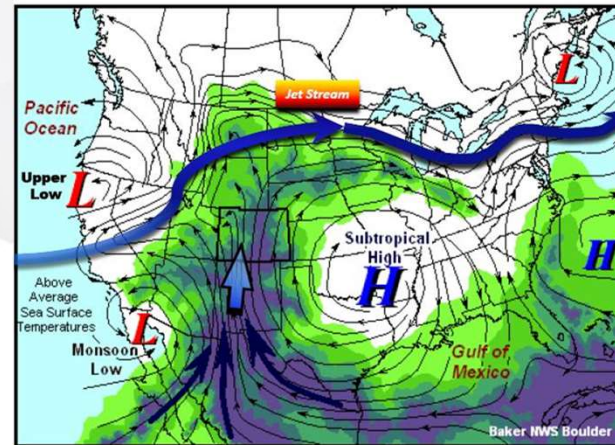 Jet Stream
L
Pacific
Ocean
Upper
Low
L
Subtropical
High
H
H
Above
Average
Sea Surface
Temperatures
L
Monsoon
Low
Gulf of
Mexico
Baker NWS Boulder